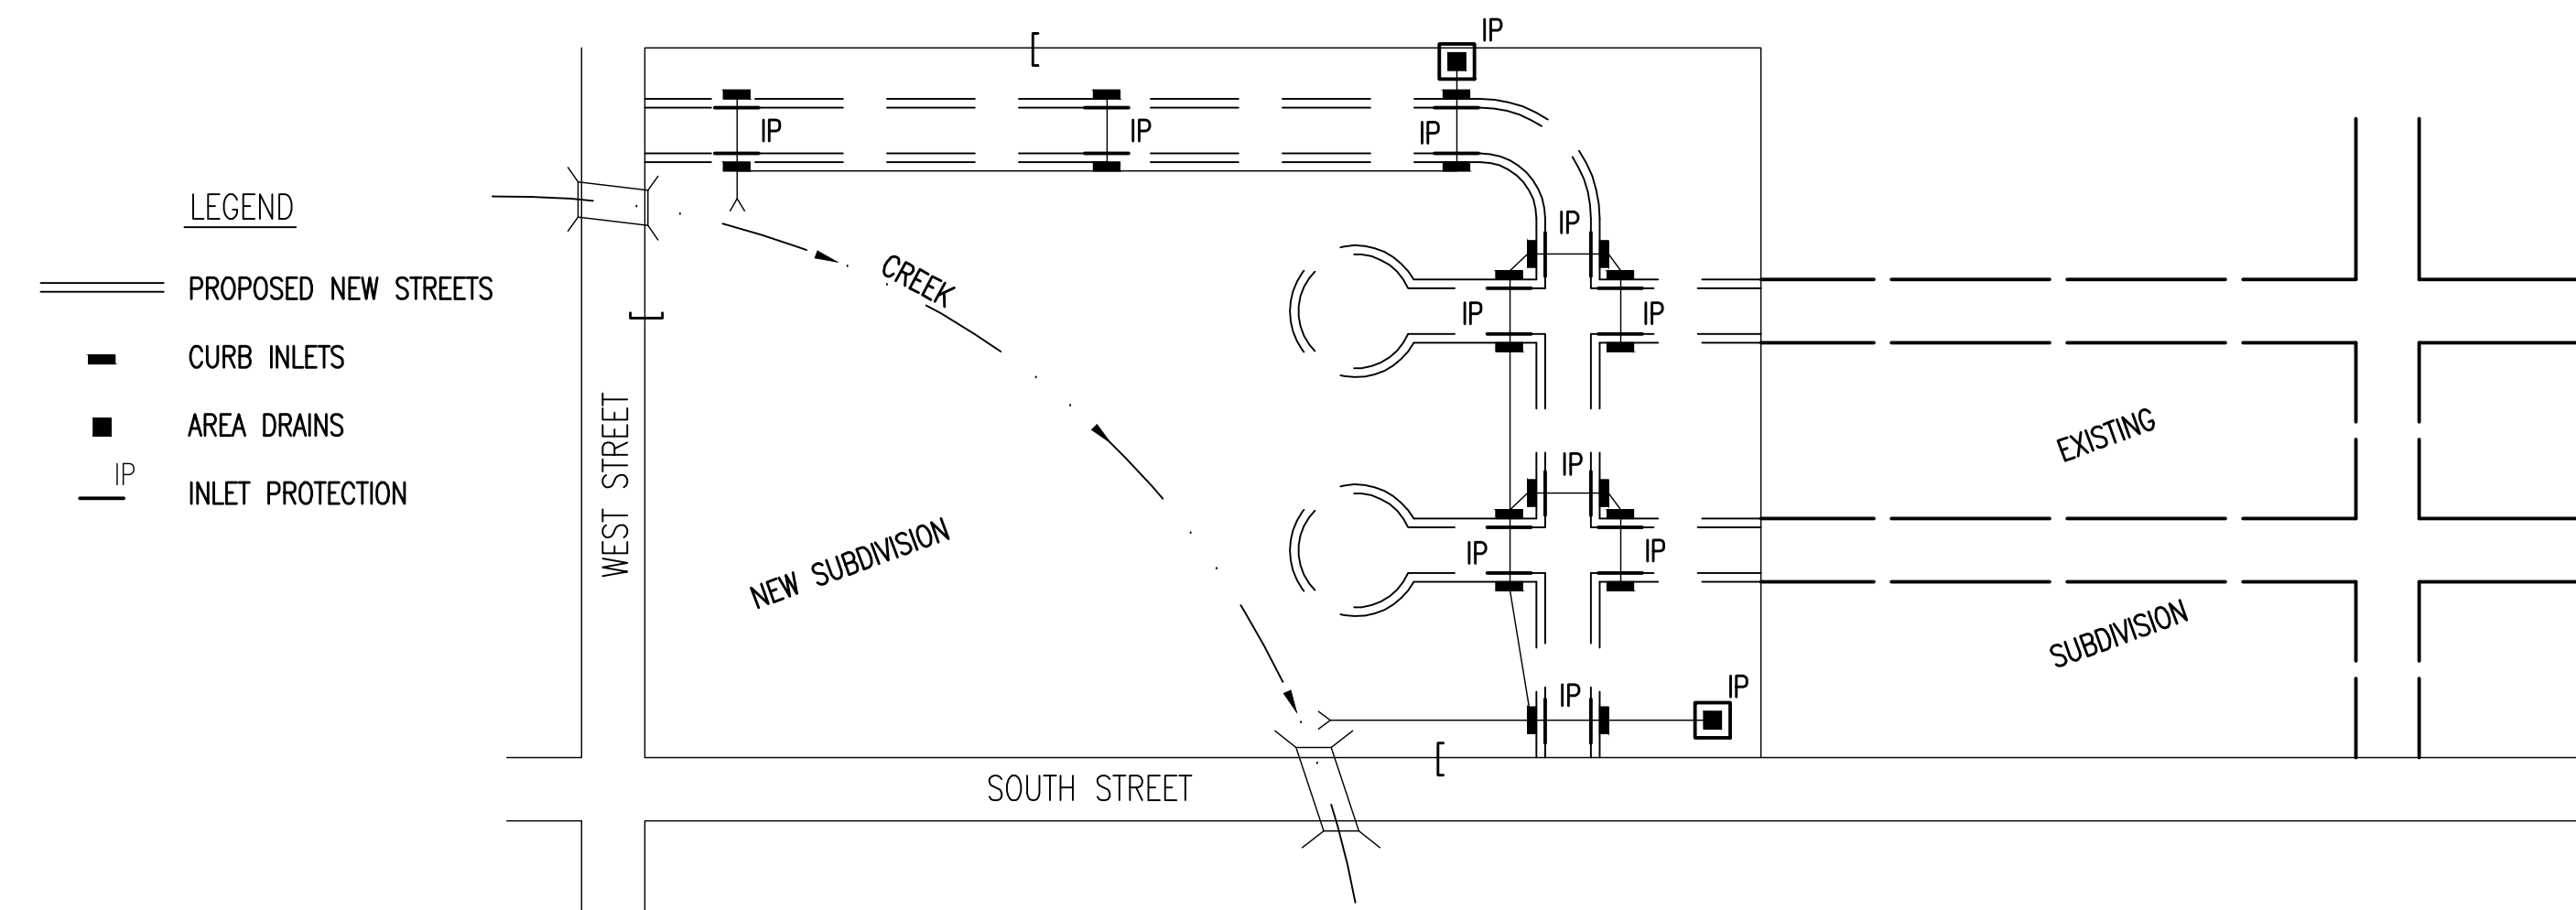 IP
IP
IP
IP
LEGEND
PROPOSED NEW STREETS
CURB INLETS
AREA DRAINS
IP
INLET PROTECTION
WEST STREET
CREEK
NEW SUBDIVISION
IP
IP
IP
IP
IP
IP
IP
IP
EXISTING
SUBDIVISION
SOUTH STREET